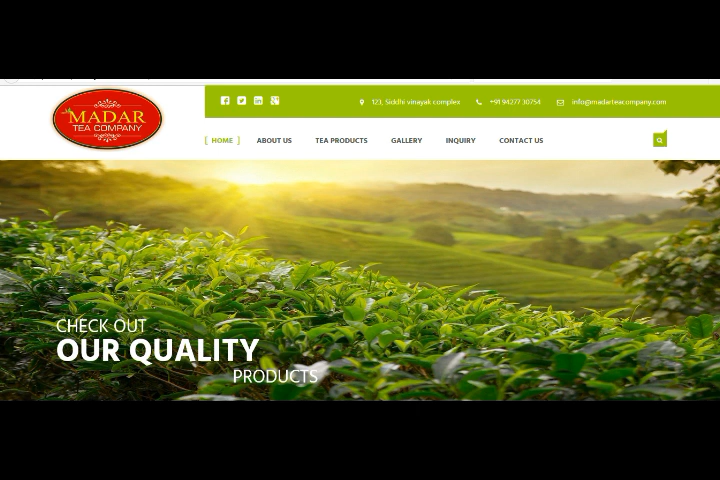 MADAR
TEA COMPANY
123, Siddhi vinayak complex +91 94277 30754 info@madarteacompany.com
[ HOME ] ABOUT US TEA PRODUCTS GALLERY INQUIRY CONTACT US
CHECK OUT
OUR QUALITY
PRODUCTS